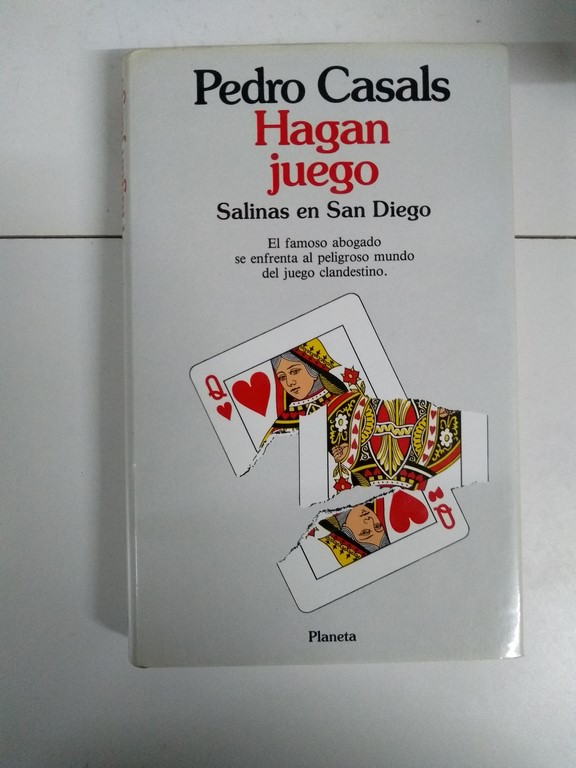 Pedro Casals
Hagan
juego
Salinas en San Diego
El famoso abogado
se enfrenta al peligroso mundo
del juego clandestino.
Q
Q
Planeta